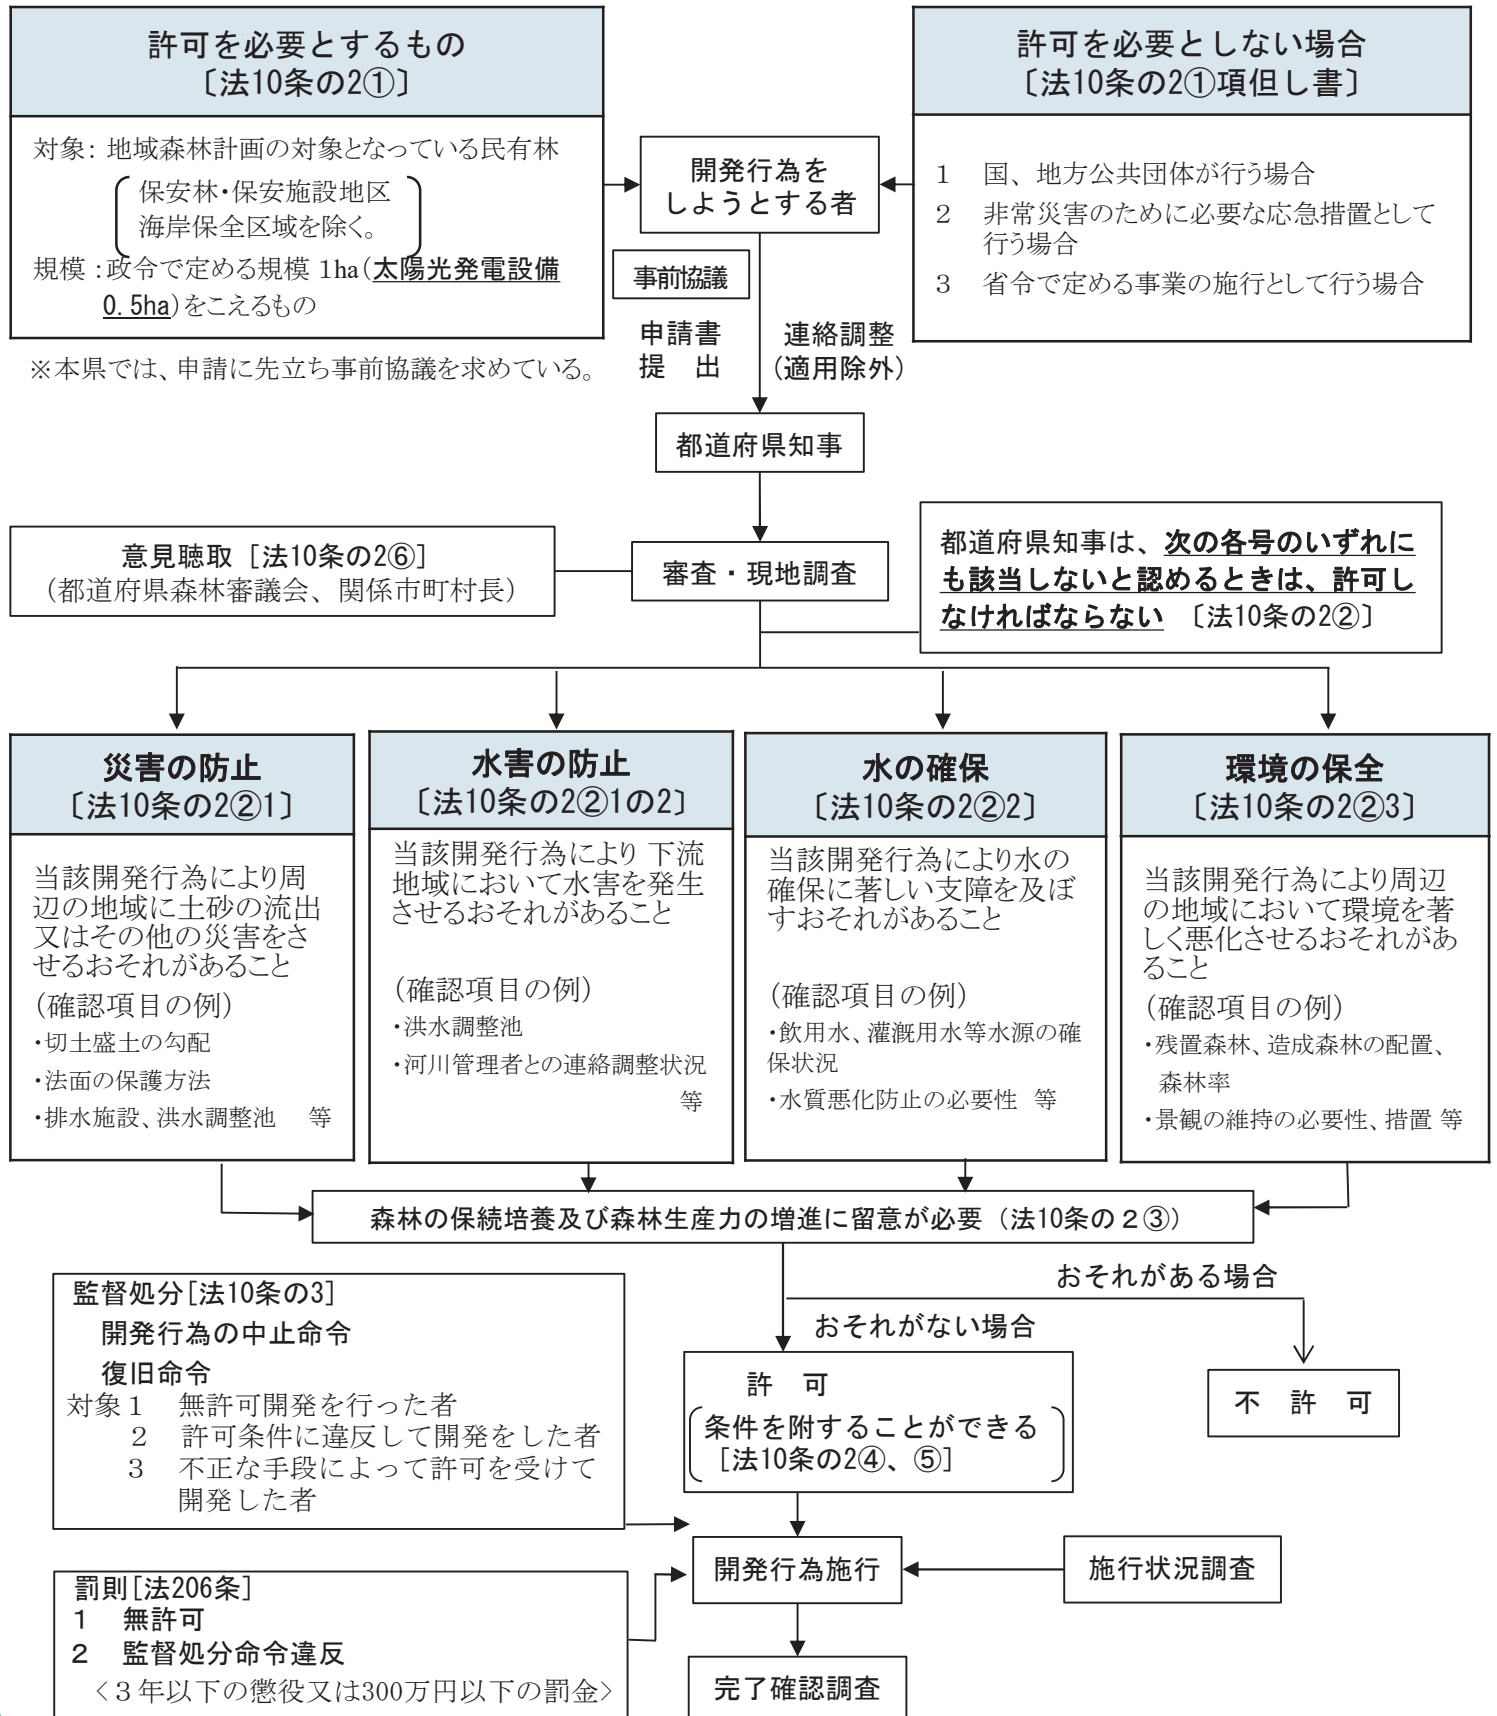 許可を必要とするもの
〔法10条の2①〕
対象：地域森林計画の対象となっている民有林
保安林・保安施設地区
海岸保全区域を除く。
規模：政令で定める規模 1ha（太陽光発電設備
0.5ha）をこえるもの
※本県では、申請に先立ち事前協議を求めている。
開発行為を
しようとする者
事前協議
申請書
提　出
連絡調整
（適用除外）
許可を必要としない場合
〔法10条の2①項但し書〕
1　国、地方公共団体が行う場合
2　非常災害のために必要な応急措置として
行う場合
3　省令で定める事業の施行として行う場合
都道府県知事
意見聴取［法10条の2⑥］
（都道府県森林審議会、関係市町村長）
審査・現地調査
都道府県知事は、次の各号のいずれに
も該当しないと認めるときは、許可し
なければならない　〔法10条の2②〕
災害の防止
〔法10条の2②1〕
当該開発行為により周
辺の地域に土砂の流出
又はその他の災害をさ
せるおそれがあること
（確認項目の例）
・切土盛土の勾配
・法面の保護方法
・排水施設、洪水調整池　等
水害の防止
〔法10条の2②1の2〕
当該開発行為により 下流
地域において水害を発生
させるおそれがあること
（確認項目の例）
・洪水調整池
・河川管理者との連絡調整状況
等
水の確保
〔法10条の2②2〕
当該開発行為により水の
確保に著しい支障を及ぼ
すおそれがあること
（確認項目の例）
・飲用水、灌漑用水等水源の確
保状況
・水質悪化防止の必要性　等
環境の保全
〔法10条の2②3〕
当該開発行為により周辺
の地域において環境を著
しく悪化させるおそれがあ
ること
（確認項目の例）
・残置森林、造成森林の配置、
森林率
・景観の維持の必要性、措置 等
森林の保続培養及び森林生産力の増進に留意が必要（法10条の２③）
おそれがある場合
おそれがない場合
監督処分[法10条の3]
開発行為の中止命令
復旧命令
対象１　無許可開発を行った者
２　許可条件に違反して開発をした者
３　不正な手段によって許可を受けて
開発した者
許　可
条件を附することができる
[法10条の2④、⑤]
不　許　可
開発行為施行
施行状況調査
罰則[法206条]
1　無許可
2　監督処分命令違反
＜３年以下の懲役又は300万円以下の罰金＞
完了確認調査